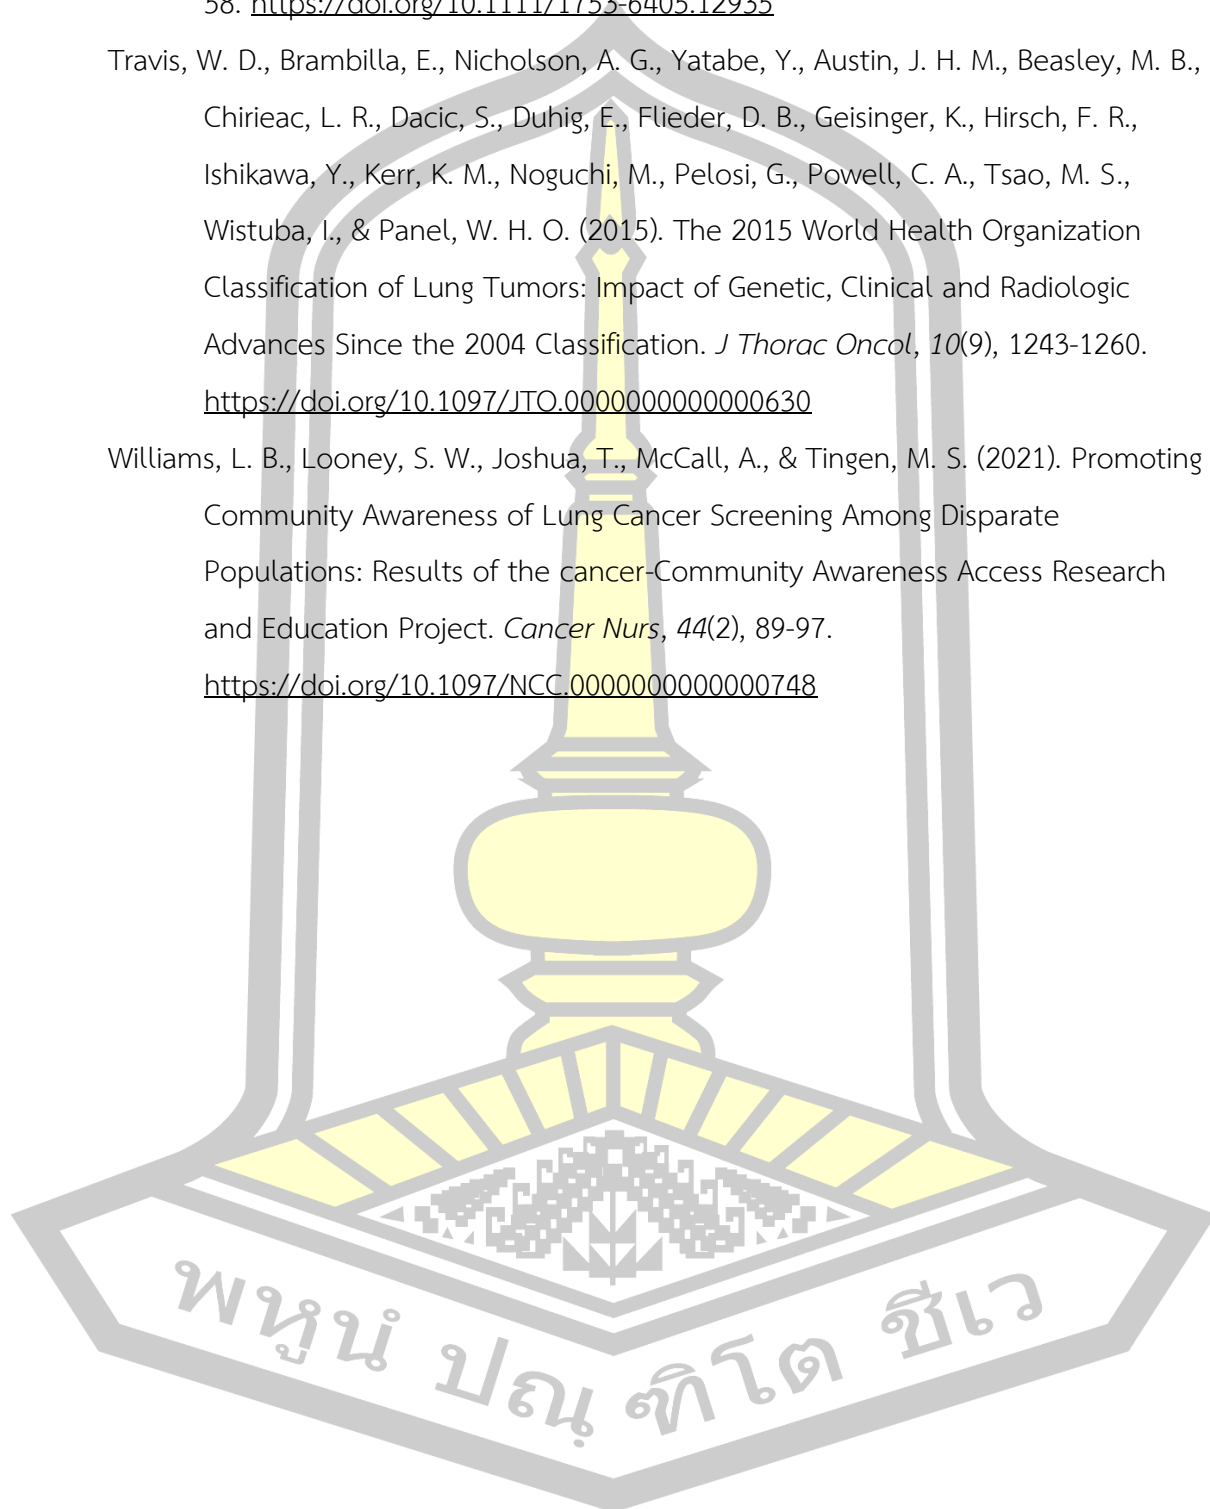 58. https://doi.org/10.1111/1753-6405.12935
Travis, W. D., Brambilla, E., Nicholson, A. G., Yatabe, Y., Austin, J. H. M., Beasley, M. B.,
Chirieac, L. R., Dacic, S., Duhig, E., Flieder, D. B., Geisinger, K., Hirsch, F. R.,
Ishikawa, Y., Kerr, K. M., Noguchi, M., Pelosi, G., Powell, C. A., Tsao, M. S.,
Wistuba, I., & Panel, W. H. O. (2015). The 2015 World Health Organization
Classification of Lung Tumors: Impact of Genetic, Clinical and Radiologic
Advances Since the 2004 Classification. J Thorac Oncol, 10(9), 1243-1260.
https://doi.org/10.1097/JTO.0000000000000630
Williams, L. B., Looney, S. W., Joshua, T., McCall, A., & Tingen, M. S. (2021). Promoting
Community Awareness of Lung Cancer Screening Among Disparate
Populations: Results of the cancer-Community Awareness Access Research
and Education Project. Cancer Nurs, 44(2), 89-97.
https://doi.org/10.1097/NCC.0000000000000748
พหูนํ ปณฺฑิโต ชีเว